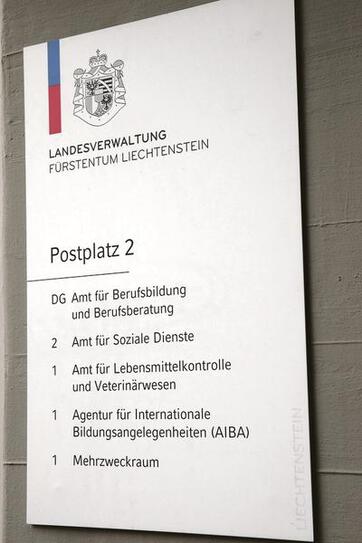 LANDESVERWALTUNG
FÜRSTENTUM LIECHTENSTEIN
Postplatz 2
DG Amt für Berufsbildung
und Berufsberatung
2 Amt für Soziale Dienste
1 Amt für Lebensmittelkontrolle
und Veterinärwesen
1 Agentur für Internationale
Bildungsangelegenheiten (AIBA)
1 Mehrzweckraum
LIECHTENSTEIN